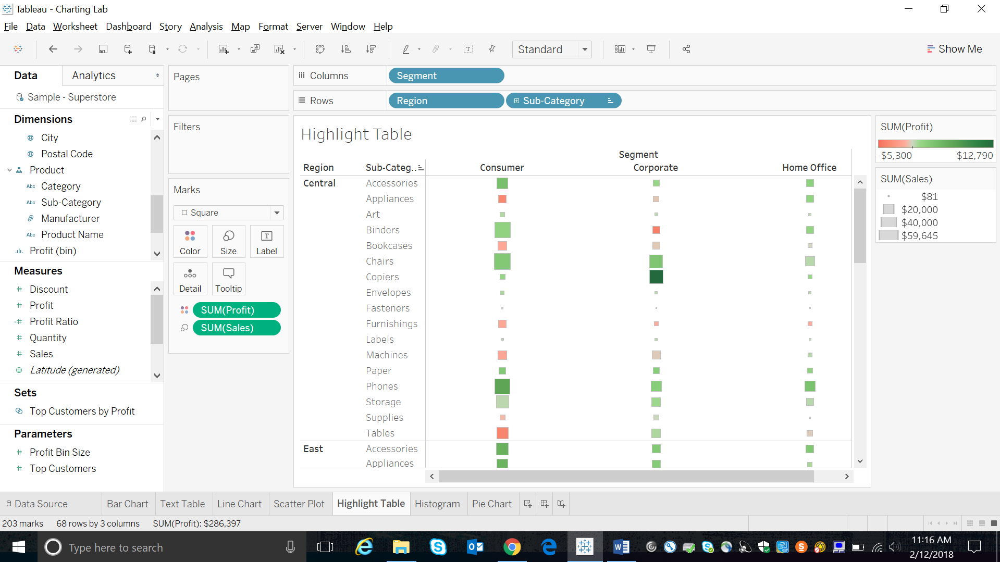 Tableau - Charting Lab
File Data Worksheet Dashboard Story Analysis Map Format Server Window Help
Standard
Show Me
Data Analytics
Sample - Superstore
Dimensions
City
Postal Code
Product
Abc Category
Abc Sub-Category
Manufacturer
Abc Product Name
Profit (bin)
Measures
# Discount
# Profit
=# Profit Ratio
# Quantity
# Sales
Latitude (generated)
Sets
Top Customers by Profit
Parameters
# Profit Bin Size
# Top Customers
Pages
Filters
Marks
Square
Color Size Label
Detail Tooltip
SUM(Profit)
SUM(Sales)
Columns Segment
Rows Region Sub-Category
Highlight Table
Segment
Region Sub-Categ.. Consumer Corporate Home Office
Central Accessories
Appliances
Art
Binders
Bookcases
Chairs
Copiers
Envelopes
Fasteners
Furnishings
Labels
Machines
Paper
Phones
Storage
Supplies
Tables
East Accessories
Appliances
SUM(Profit)
-$5,300 $12,790
SUM(Sales)
$81
$20,000
$40,000
$59,645
Data Source Bar Chart Text Table Line Chart Scatter Plot Highlight Table Histogram Pie Chart
203 marks 68 rows by 3 columns SUM(Profit): $286,397
Type here to search
11:16 AM
2/12/2018